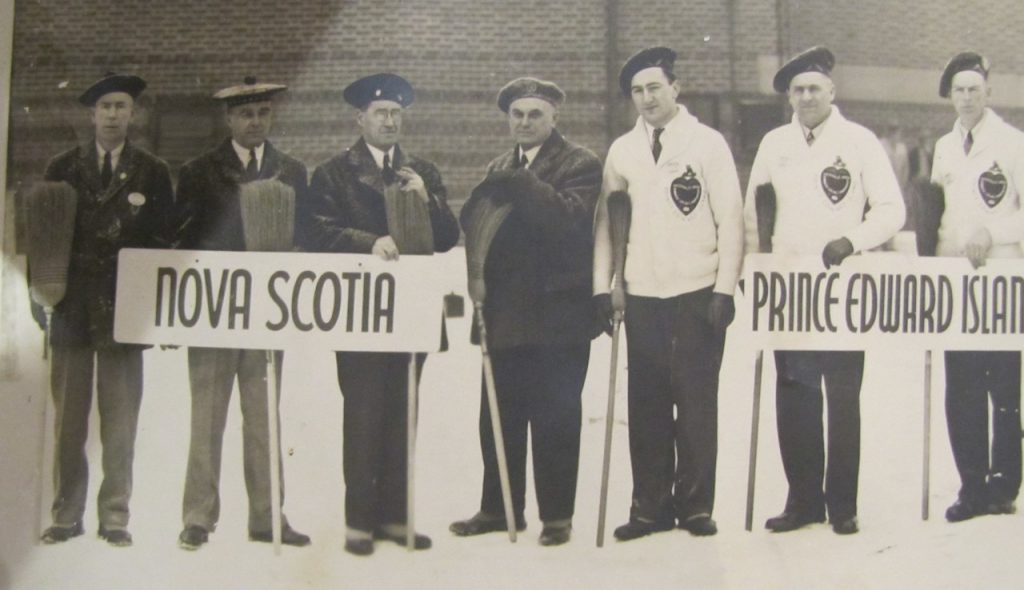 NOVA SCOTIA
PRINCE EDWARD ISLAN